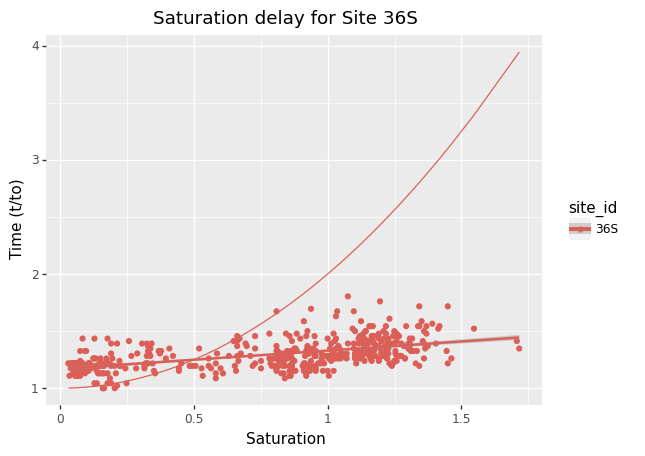 Saturation delay for Site 36S
4
3
2
1
Time (t/to)
0
0.5
1
1.5
Saturation
site_id
36S